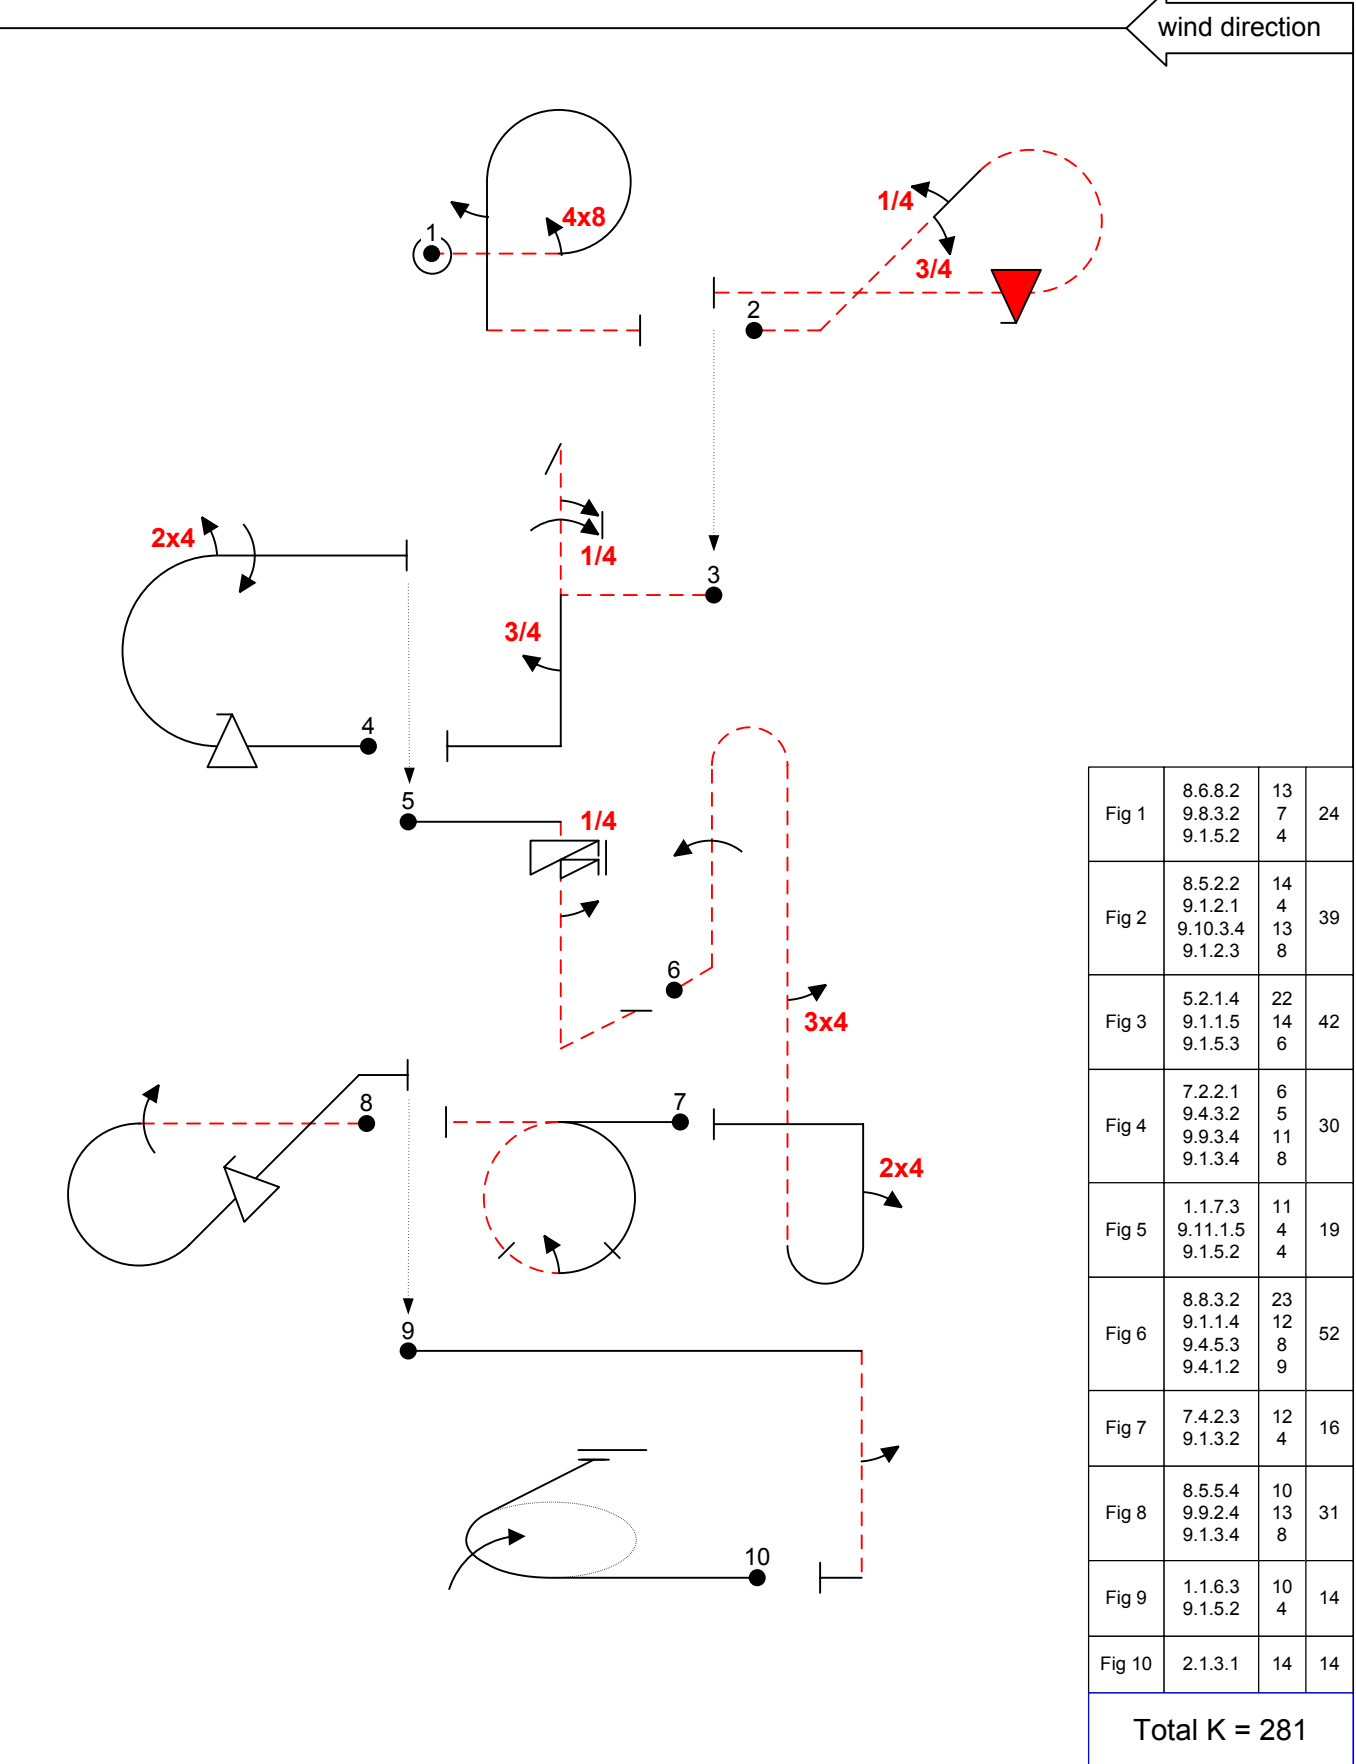 wind direction
1
4x8
1/4
3/4
2
2x4
1/4
3
3/4
4
5
1/4
6
3x4
7
8
2x4
9
10
Fig 1 8.6.8.2 13 24
9.8.3.2 7
9.1.5.2 4
Fig 2 8.5.2.2 14 39
9.1.2.1 4
9.10.3.4 13
9.1.2.3 8
Fig 3 5.2.1.4 22 42
9.1.1.5 14
9.1.5.3 6
Fig 4 7.2.2.1 6 30
9.4.3.2 5
9.9.3.4 11
9.1.3.4 8
Fig 5 1.1.7.3 11 19
9.11.1.5 4
9.1.5.2 4
Fig 6 8.8.3.2 23 52
9.1.1.4 12
9.4.5.3 8
9.4.1.2 9
Fig 7 7.4.2.3 12 16
9.1.3.2 4
Fig 8 8.5.5.4 10 31
9.9.2.4 13
9.1.3.4 8
Fig 9 1.1.6.3 10 14
9.1.5.2 4
Fig 10 2.1.3.1 14 14
Total K = 281